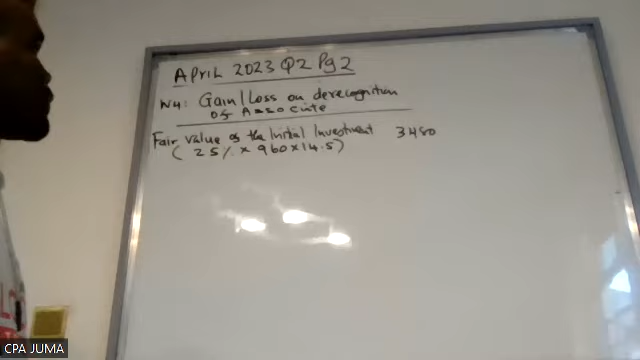 April 2023 Q2 Pg 2
W4: Gain/Loss on derecognition
of Associate
Fair value of the Initial Investment 3480
( 25% × 960 × 14.5)
CPA JUMA